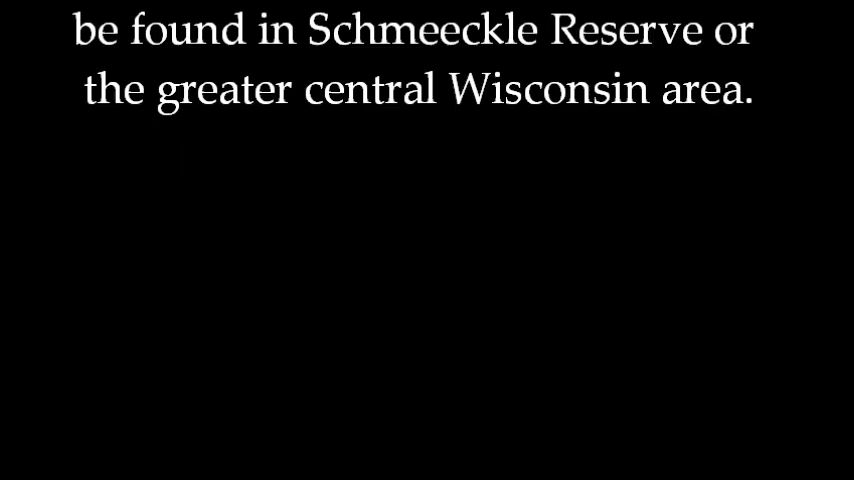 be found in Schmeeckle Reserve or
the greater central Wisconsin area.